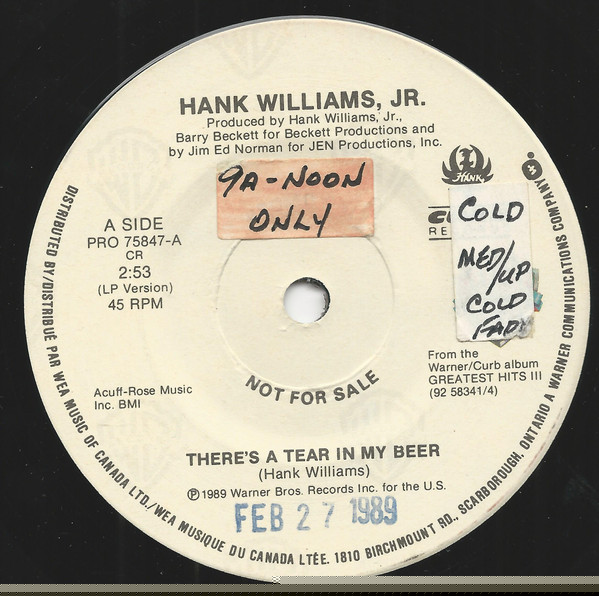 HANK WILLIAMS, JR.
Produced by Hank Williams, Jr.,
Barry Beckett for Beckett Productions and
by Jim Ed Norman for JEN Productions, Inc.
HANK
9A-NOON
ONLY
COLD
MED/UP
COLD
A SIDE
PRO 75847-A
CR
2:53
(LP Version)
45 RPM
From the
Warner/Curb album
GREATEST HITS III
(92 58341/4)
Acuff-Rose Music
Inc. BMI
NOT FOR SALE
THERE'S A TEAR IN MY BEER
(Hank Williams)
Ⓟ1989 Warner Bros. Records Inc. for the U.S.
FEB 27 1989
DISTRIBUTED BY/DISTRIBUÉ PAR WEA MUSIC OF CANADA LTD./WEA MUSIQUE DU CANADA LTÉE. 1810 BIRCHMOUNT RD., SCARBOROUGH, ONTARIO A WARNER COMMUNICATIONS COMPANY